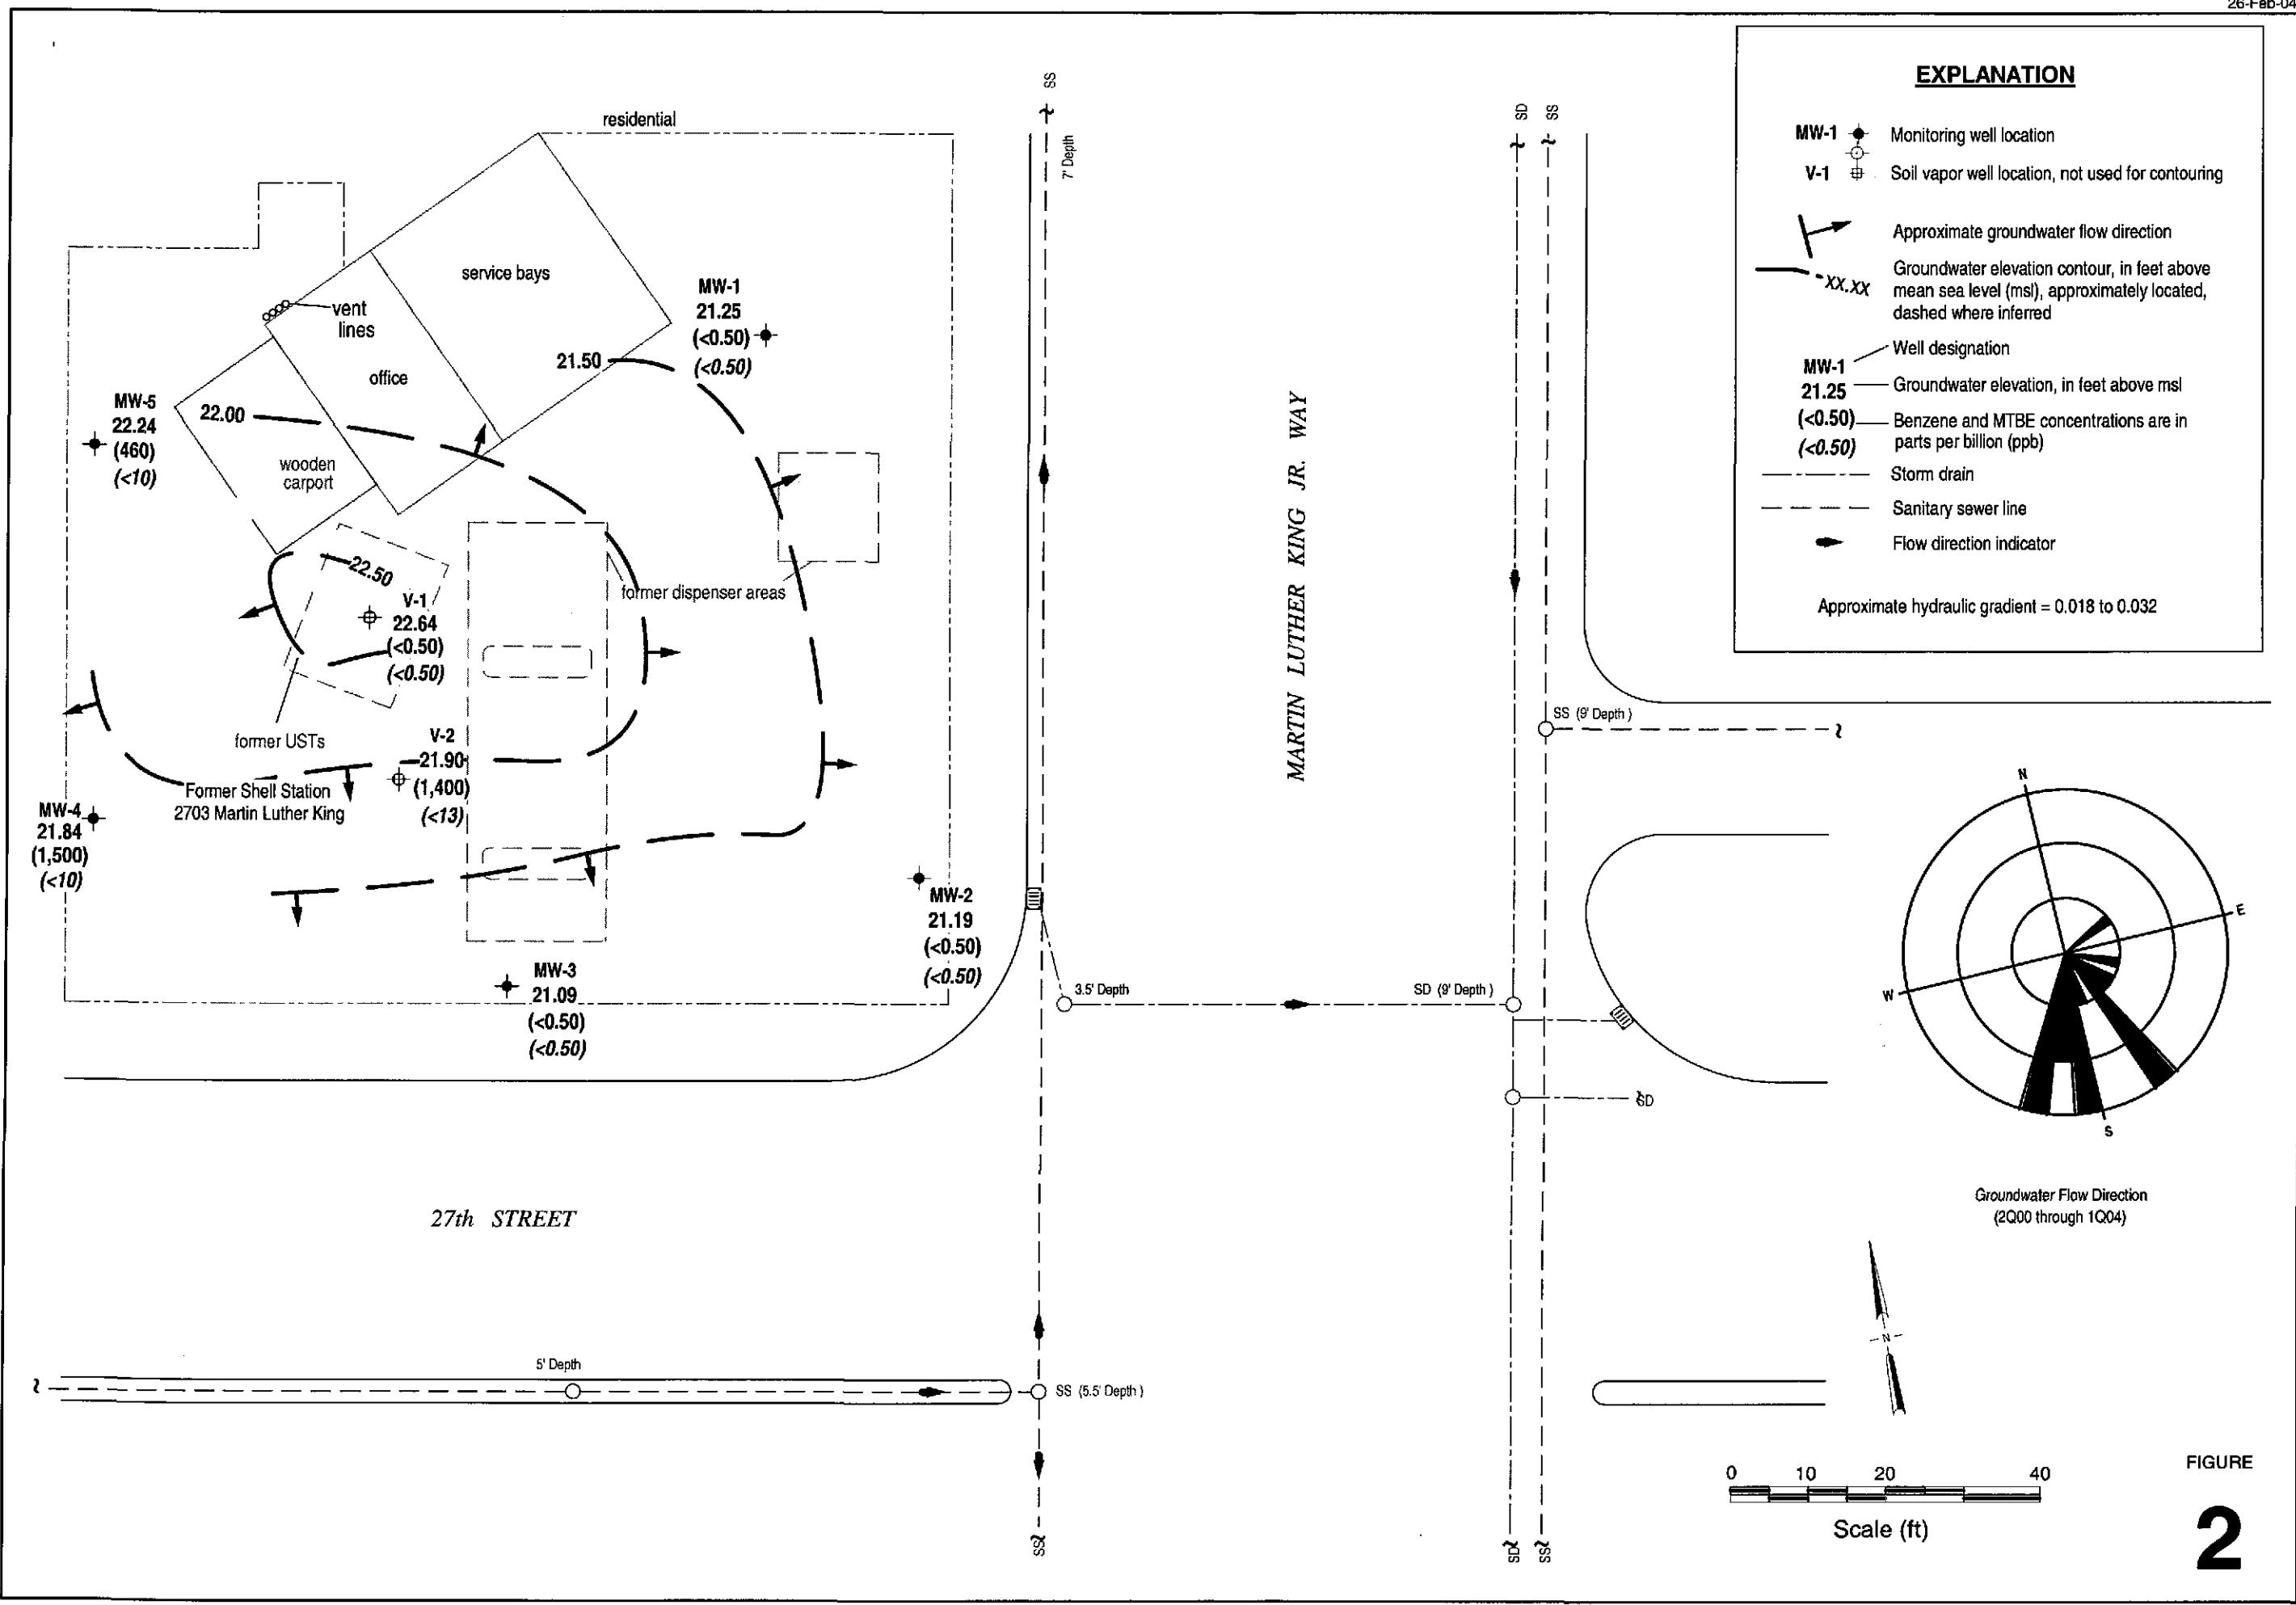 26-Feb-04
EXPLANATION
MW-1
Monitoring well location
V-1
Soil vapor well location, not used for contouring
Approximate groundwater flow direction
XX.XX
Groundwater elevation contour, in feet above
mean sea level (msl), approximately located,
dashed where inferred
Well designation
MW-1
21.25
Groundwater elevation, in feet above msl
(<0.50)
(<0.50)
Benzene and MTBE concentrations are in
parts per billion (ppb)
Storm drain
Sanitary sewer line
Flow direction indicator
Approximate hydraulic gradient = 0.018 to 0.032
residential
service bays
vent
lines
office
wooden
carport
MW-1
21.25
(<0.50)
(<0.50)
21.50
MW-5
22.24
(460)
(<10)
22.00
22.50
V-1
22.64
(<0.50)
(<0.50)
former dispenser areas
former USTs
V-2
21.90
(1,400)
(<13)
Former Shell Station
2703 Martin Luther King
MW-4
21.84
(1,500)
(<10)
MW-2
21.19
(<0.50)
(<0.50)
MW-3
21.09
(<0.50)
(<0.50)
SS
7' Depth
SD
SS
MARTIN LUTHER KING JR. WAY
SS (9' Depth )
3.5' Depth
SD (9' Depth )
SD
27th STREET
5' Depth
SS (5.5' Depth )
SS
SD
SS
N
E
W
S
Groundwater Flow Direction
(2Q00 through 1Q04)
N
0 10 20 40
Scale (ft)
FIGURE
2